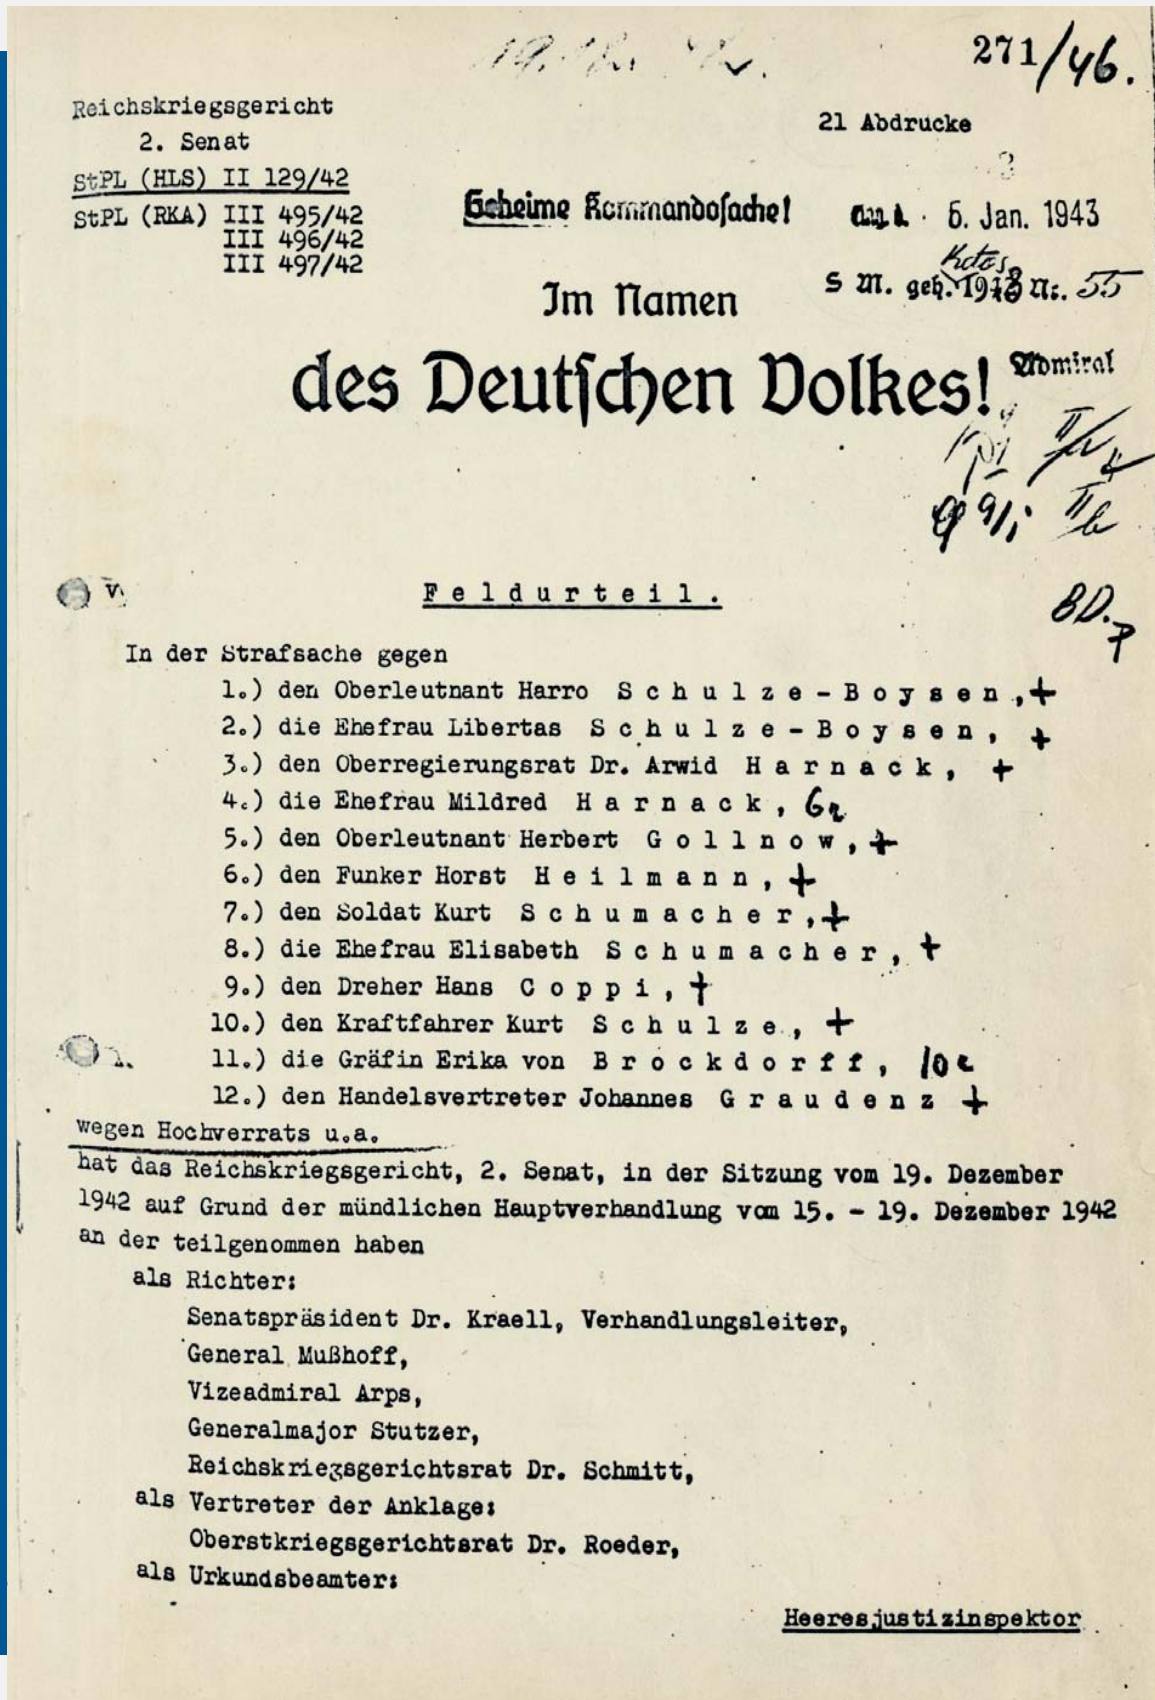 271/46.
Reichskriegsgericht
2. Senat
21 Abdrucke
StPL (HLS) II 129/42
StPL (RKA) III 495/42
III 496/42
III 497/42
Geheime Kommandosache!
6. Jan. 1943
S M. geh. 1943 Nr. 55
Im Namen
des Deutschen Volkes!
Admiral
Feldurteil.
In der Strafsache gegen
1.) den Oberleutnant Harro Schulze-Boysen, +
2.) die Ehefrau Libertas Schulze-Boysen, +
3.) den Oberregierungsrat Dr. Arwid Harnack, +
4.) die Ehefrau Mildred Harnack,
5.) den Oberleutnant Herbert Gollnow, +
6.) den Funker Horst Heilmann, +
7.) den Soldat Kurt Schumacher, +
8.) die Ehefrau Elisabeth Schumacher, +
9.) den Dreher Hans Coppi, +
10.) den Kraftfahrer Kurt Schulze, +
11.) die Gräfin Erika von Brockdorff,
12.) den Handelsvertreter Johannes Graudenz +
wegen Hochverrats u.a.
hat das Reichskriegsgericht, 2. Senat, in der Sitzung vom 19. Dezember
1942 auf Grund der mündlichen Hauptverhandlung vom 15. - 19. Dezember 1942
an der teilgenommen haben
als Richter:
Senatspräsident Dr. Kraell, Verhandlungsleiter,
General Mußhoff,
Vizeadmiral Arps,
Generalmajor Stutzer,
Reichskriegsgerichtsrat Dr. Schmitt,
als Vertreter der Anklage:
Oberstkriegsgerichtsrat Dr. Roeder,
als Urkundsbeamter:
Heeresjustizinspektor